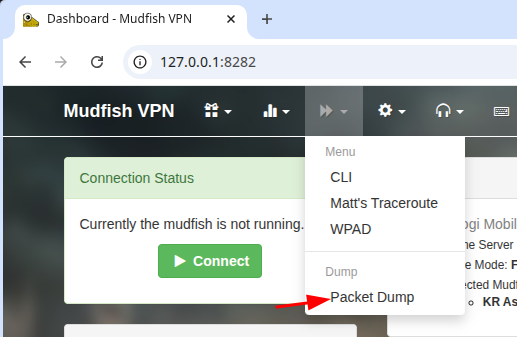 Dashboard - Mudfish VPN
127.0.0.1:8282
Mudfish VPN
Menu
CLI
Matt's Traceroute
WPAD
Dump
Packet Dump
Connection Status
Currently the mudfish is not running.
Connect
ogi Mobil
ne Server
e Mode: F
ected Mudf
KR As